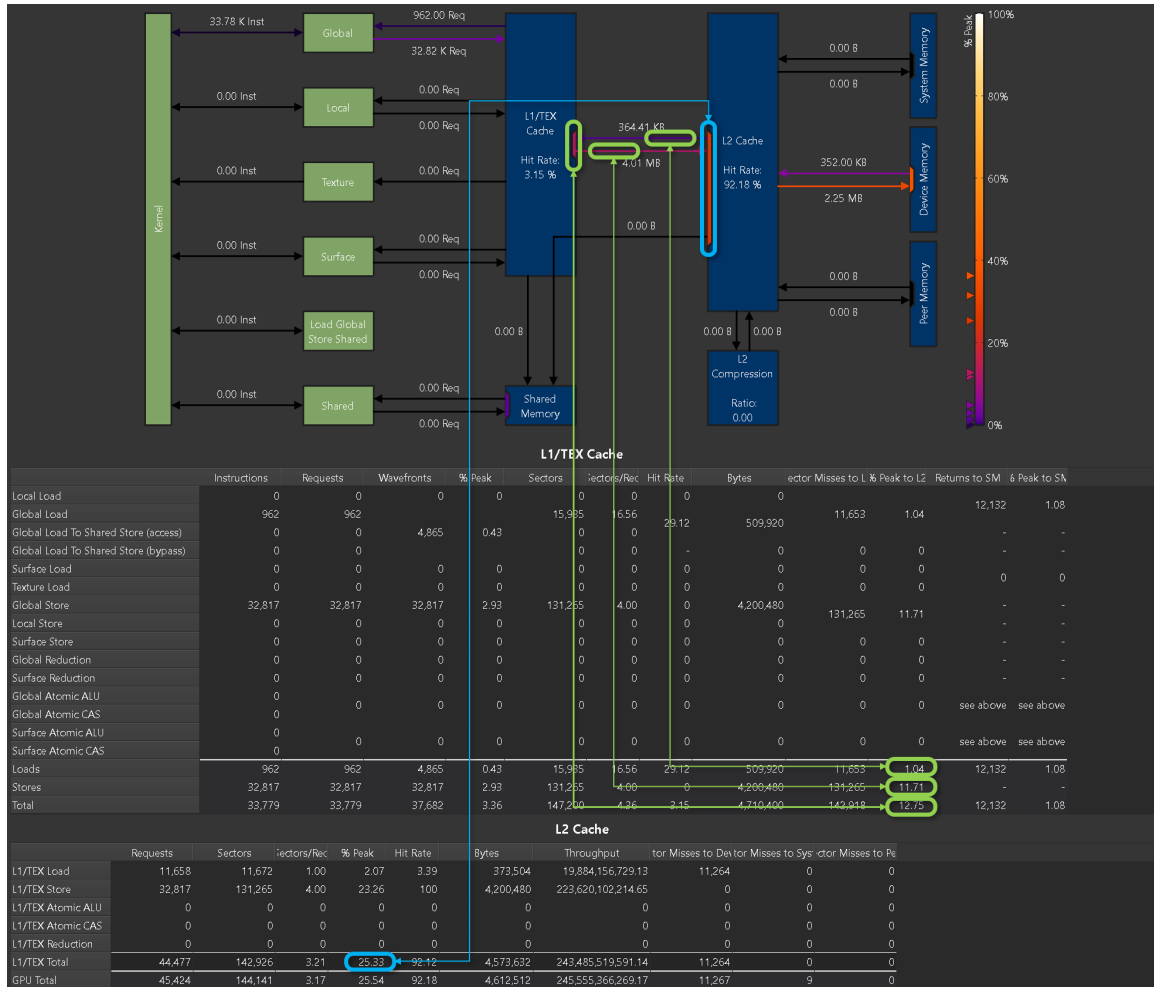 33.78 K Inst
962.00 Req
Global
32.82 K Req
0.00 Inst
Local
0.00 Req
0.00 Req
L1/TEX
Cache
Hit Rate:
3.15 %
364.41 KB
4.01 MB
L2 Cache
Hit Rate:
92.18 %
0.00 B
0.00 B
System Memory
352.00 KB
2.25 MB
Device Memory
0.00 Inst
Texture
0.00 Req
Kernel
0.00 Inst
Surface
0.00 Req
0.00 Req
0.00 B
0.00 B
0.00 B
Peer Memory
0.00 Inst
Load Global
Store Shared
0.00 B
0.00 B
0.00 B
L2
Compression
Ratio:
0.00
0.00 Inst
Shared
0.00 Req
0.00 Req
Shared
Memory
% Peak
100%
80%
60%
40%
20%
0%
L1/TEX Cache
Instructions Requests Wavefronts % Peak Sectors Sectors/Req Hit Rate Bytes ector Misses to L % Peak to L2 Returns to SM % Peak to SM
Local Load 0 0 0 0 0 0 0 0
Global Load 962 962 15,935 16.56 11,653 1.04 12,132 1.08
29.12 509,920
Global Load To Shared Store (access) 0 0 4,865 0.43 0 0 - -
Global Load To Shared Store (bypass) 0 0 0 0 - 0 0 0 - -
Surface Load 0 0 0 0 0 0 0 0 0 0
Texture Load 0 0 0 0 0 0 0 0 0 0
0 0
Global Store 32,817 32,817 32,817 2.93 131,265 4.00 0 4,200,480 - -
131,265 11.71
Local Store 0 0 0 0 0 0 0 0 - -
Surface Store 0 0 0 0 0 0 0 0 0 0 - -
Global Reduction 0 0 0 0 0 0 0 0 0 0 - -
Surface Reduction 0 0 0 0 0 0 0 0 0 0 - -
Global Atomic ALU 0
0 0 0 0 0 0 0 0 0 see above see above
Global Atomic CAS 0
Surface Atomic ALU 0
0 0 0 0 0 0 0 0 0 see above see above
Surface Atomic CAS 0
Loads 962 962 4,865 0.43 15,935 16.56 29.12 509,920 11,653 1.04 12,132 1.08
Stores 32,817 32,817 32,817 2.93 131,265 4.00 0 4,200,480 131,265 11.71 - -
Total 33,779 33,779 37,682 3.36 147,200 4.36 3.15 4,710,400 142,918 12.75 12,132 1.08
L2 Cache
Requests Sectors Sectors/Req % Peak Hit Rate Bytes Throughput tor Misses to Dev tor Misses to Sys ctor Misses to Pe
L1/TEX Load 11,658 11,672 1.00 2.07 3.39 373,504 19,884,156,729.13 11,264 0 0
L1/TEX Store 32,817 131,265 4.00 23.26 100 4,200,480 223,620,102,214.65 0 0 0
L1/TEX Atomic ALU 0 0 0 0 0 0 0 0 0 0
L1/TEX Atomic CAS 0 0 0 0 0 0 0 0 0 0
L1/TEX Reduction 0 0 0 0 0 0 0 0 0 0
L1/TEX Total 44,477 142,926 3.21 25.33 92.12 4,573,632 243,485,519,591.14 11,264 0 0
GPU Total 45,424 144,141 3.17 25.54 92.18 4,612,512 245,555,366,269.17 11,267 9 0